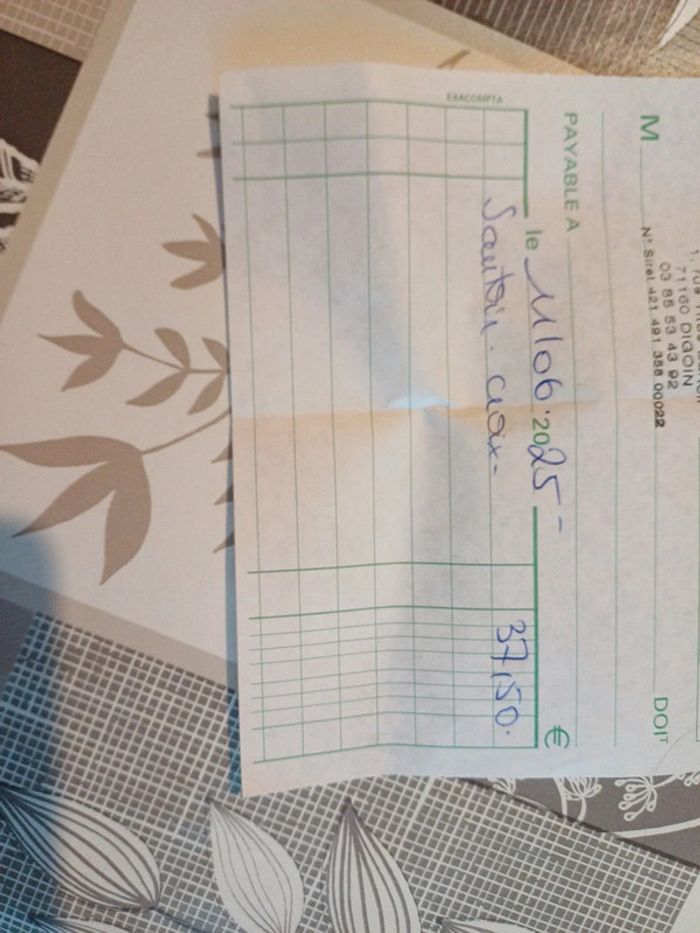 71160 DIGOIN
03 85 53 43 92
N° Siret 421 491 358 00022
M DOIT
PAYABLE A
le 11/06.2025- €
Sautoir. croix- 37,50.
EXACOMPTA